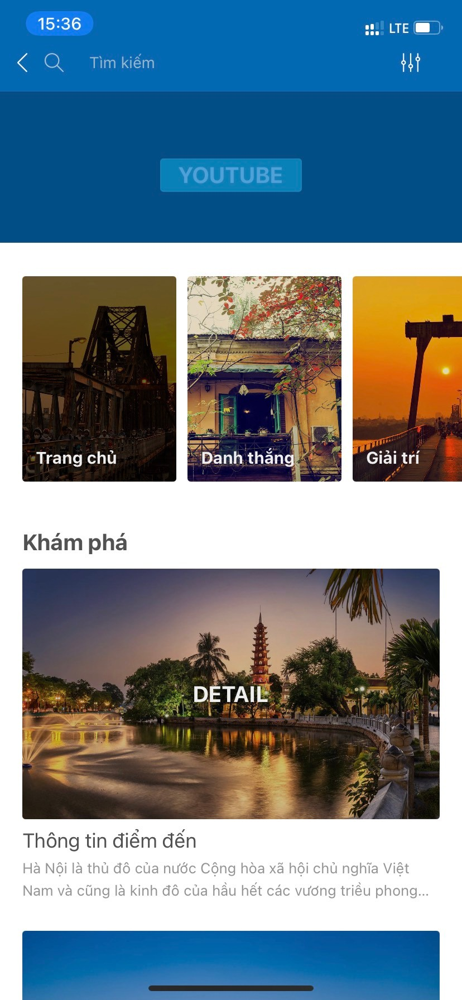 15:36
LTE
Tìm kiếm
YOUTUBE
Trang chủ
Danh thắng
Giải trí
Khám phá
DETAIL
Thông tin điểm đến
Hà Nội là thủ đô của nước Cộng hòa xã hội chủ nghĩa Việt
Nam và cũng là kinh đô của hầu hết các vương triều phong...